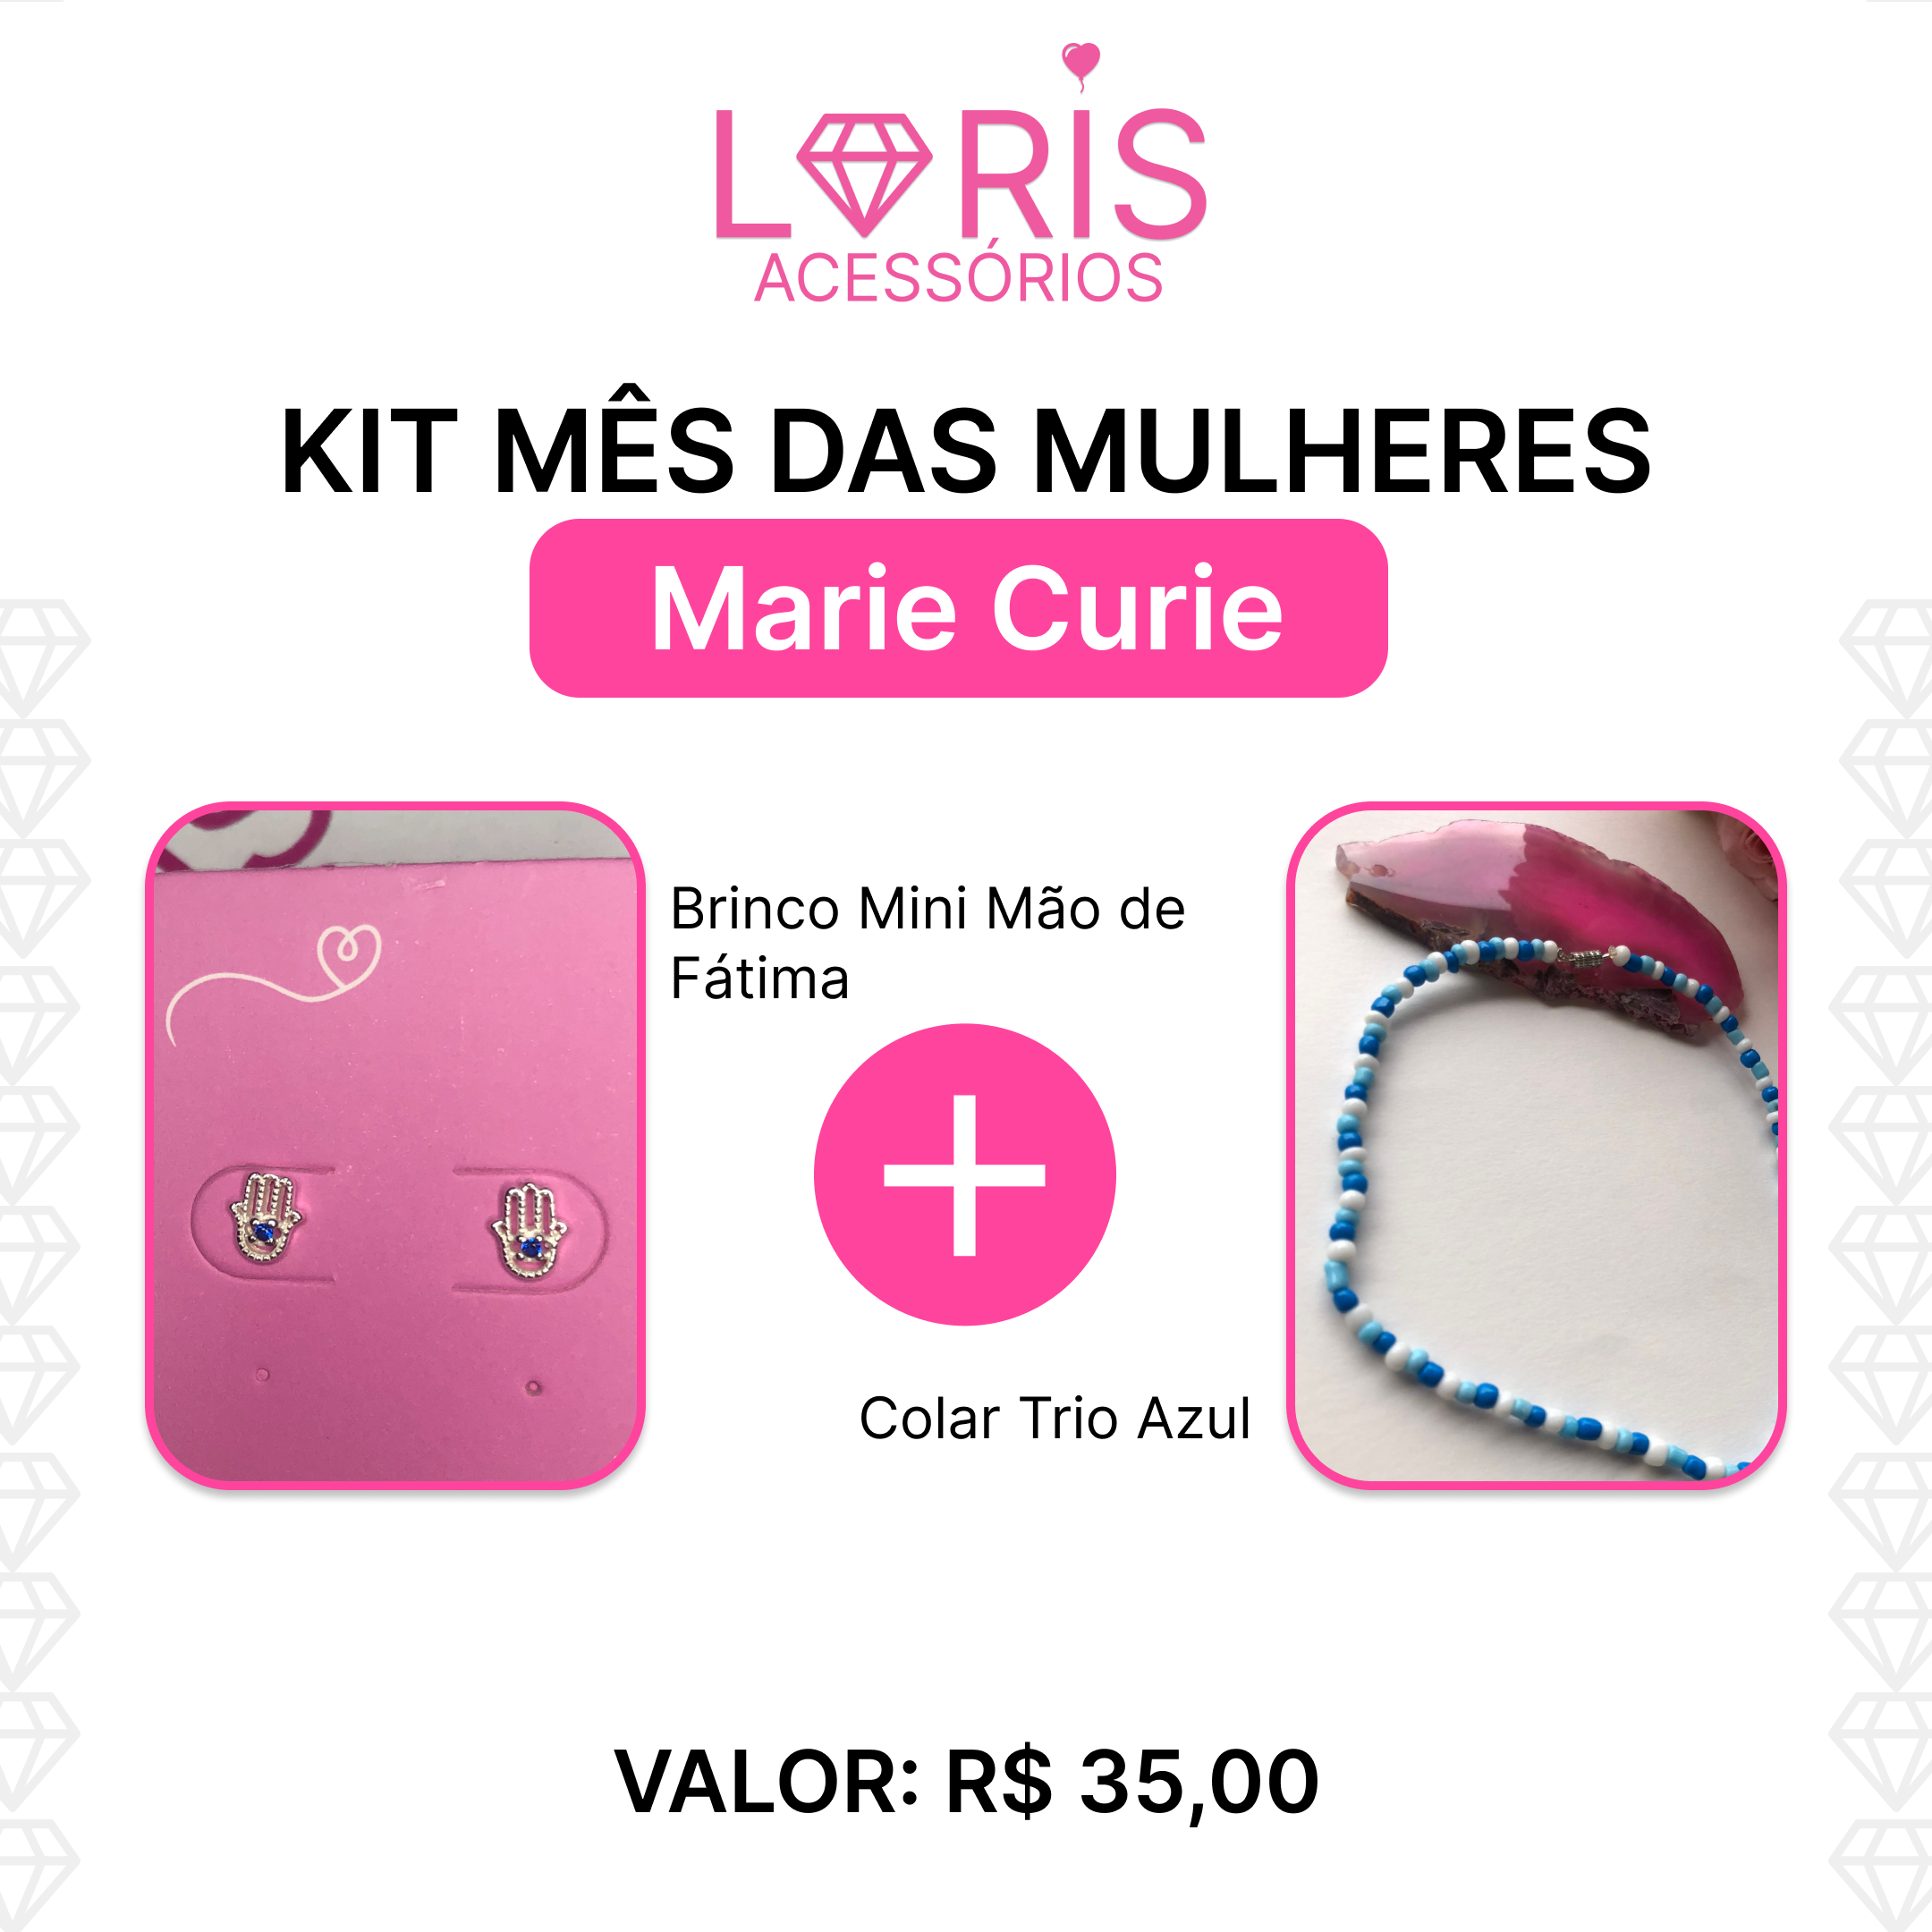 LORIS
ACESSÓRIOS
KIT MÊS DAS MULHERES
Marie Curie
Brinco Mini Mão de
Fátima
Colar Trio Azul
VALOR: R$ 35,00